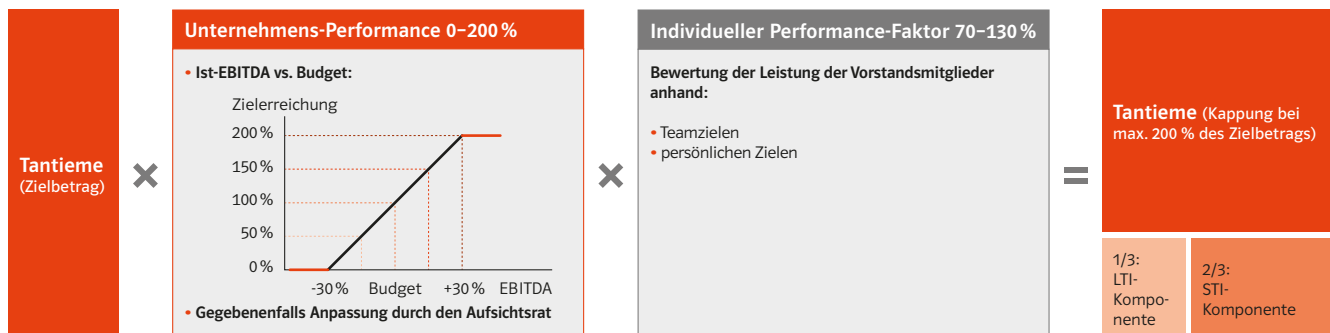 Tantieme
(Zielbetrag)
×
Unternehmens-Performance 0–200 %
• Ist-EBITDA vs. Budget:
Zielerreichung
200 %
150 %
100 %
50 %
0 %
-30 % Budget +30 % EBITDA
• Gegebenenfalls Anpassung durch den Aufsichtsrat
×
Individueller Performance-Faktor 70–130 %
Bewertung der Leistung der Vorstandsmitglieder
anhand:
• Teamzielen
• persönlichen Zielen
=
Tantieme (Kappung bei
max. 200 % des Zielbetrags)
1/3:
LTI-
Kompo-
nente
2/3:
STI-
Komponente